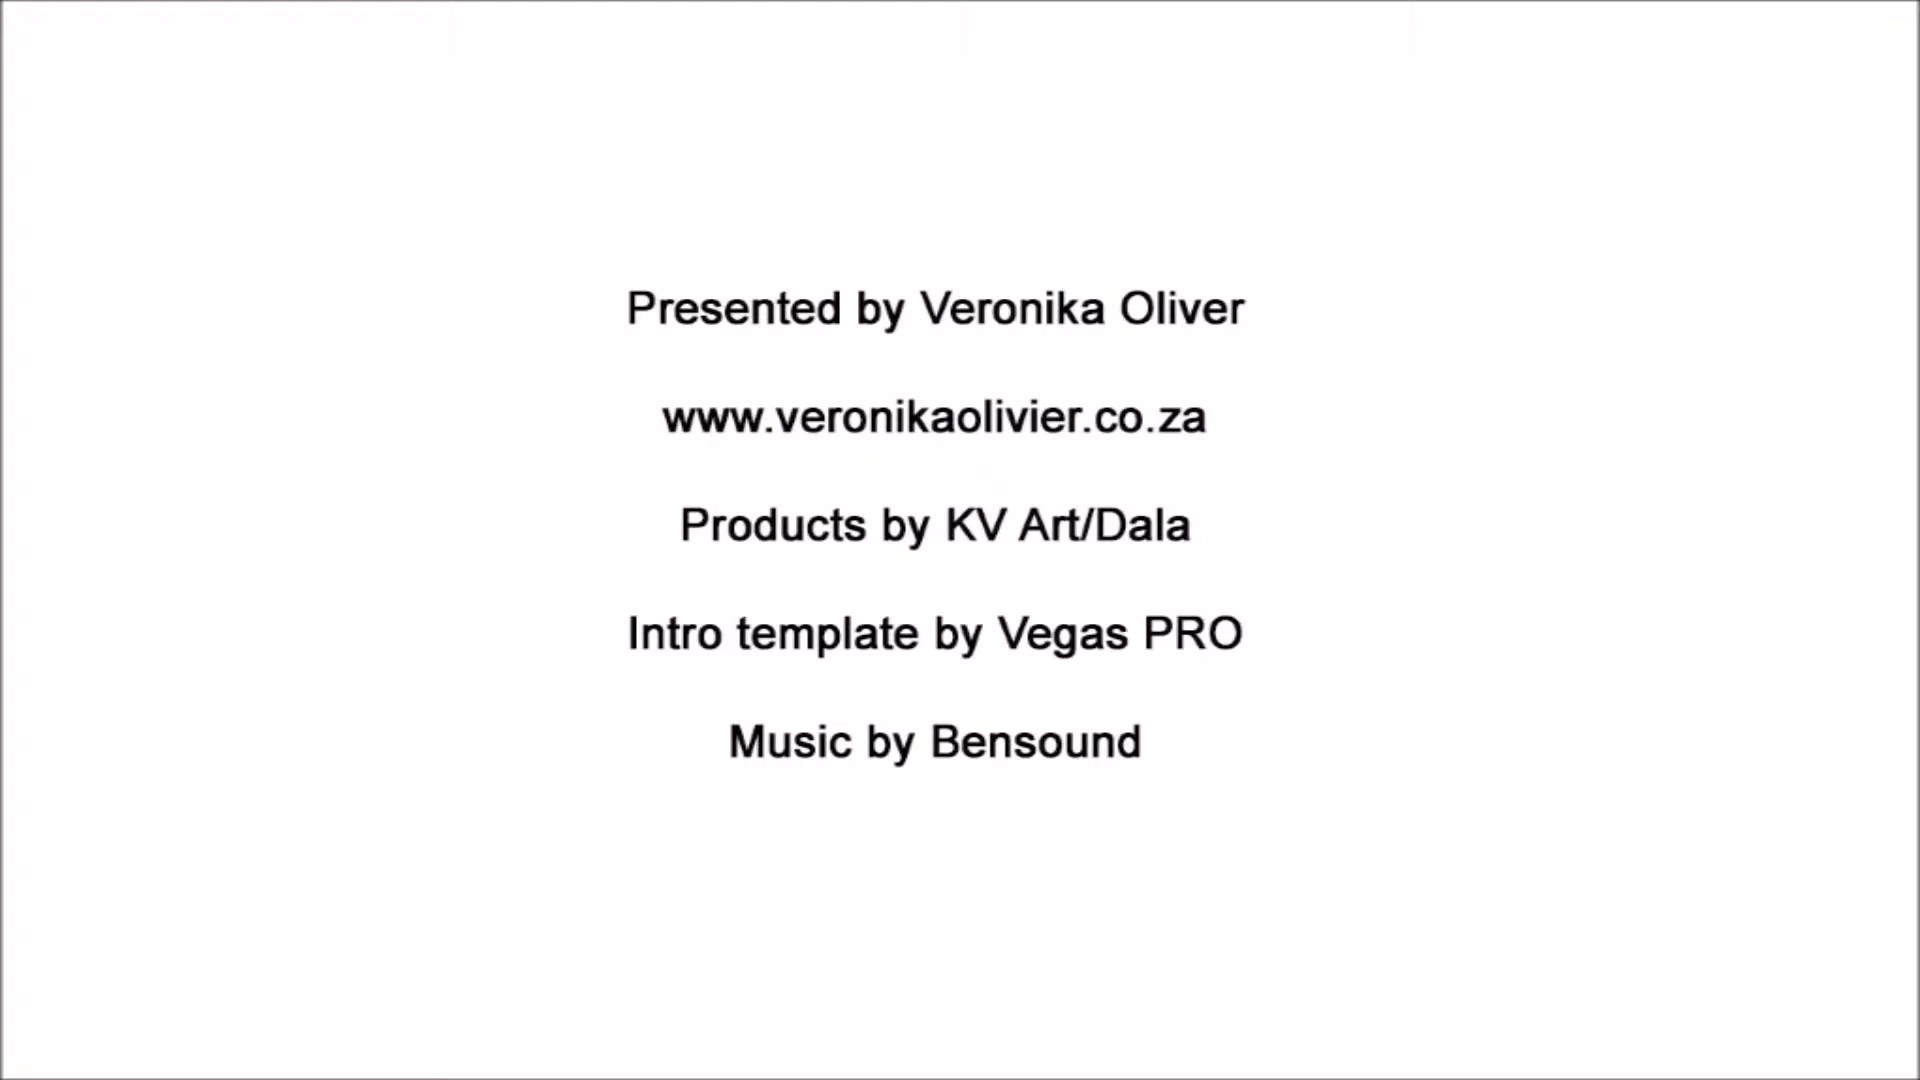 Presented by Veronika Oliver
www.veronikaolivier.co.za
Products by KV Art/Dala
Intro template by Vegas PRO
Music by Bensound